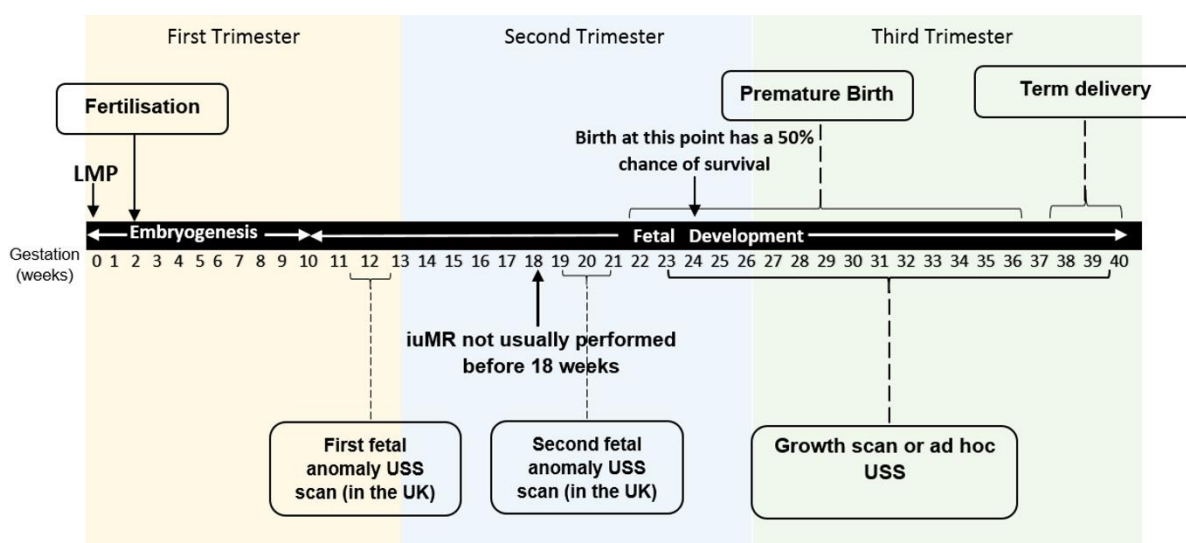 First Trimester
Second Trimester
Third Trimester
Fertilisation
Premature Birth
Term delivery
Birth at this point has a 50%
chance of survival
LMP
Embryogenesis
Fetal Development
Gestation
(weeks)
0 1 2 3 4 5 6 7 8 9 10 11 12 13 14 15 16 17 18 19 20 21 22 23 24 25 26 27 28 29 30 31 32 33 34 35 36 37 38 39 40
iuMR not usually performed
before 18 weeks
First fetal
anomaly USS
scan (in the UK)
Second fetal
anomaly USS
scan (in the UK)
Growth scan or ad hoc
USS